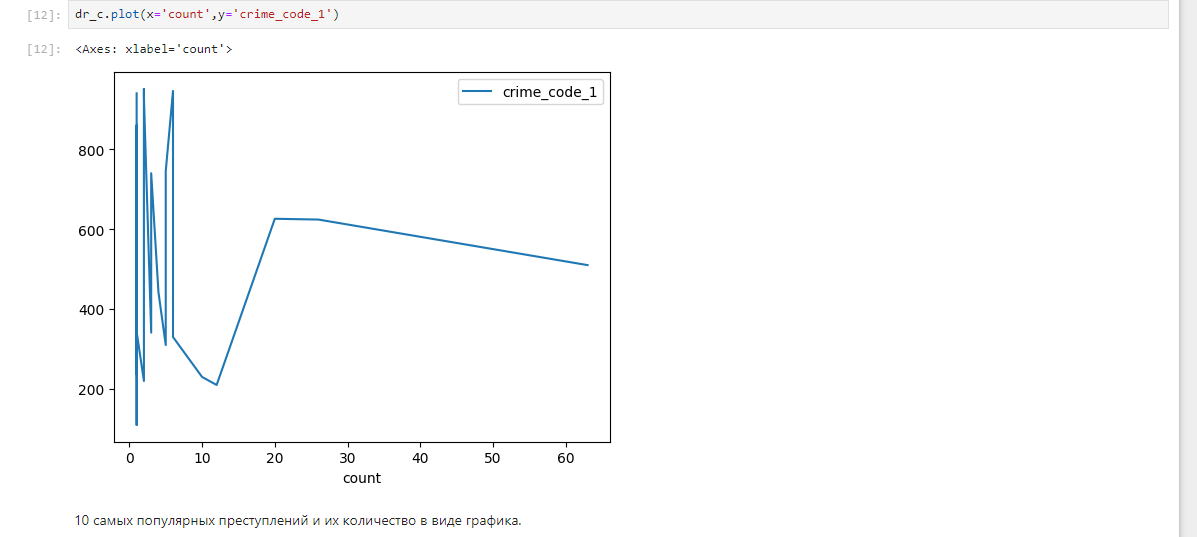 [12]: dr_c.plot(x='count',y='crime_code_1')
[12]: <Axes: xlabel='count'>
crime_code_1
800
600
400
200
0 10 20 30 40 50 60
count
10 самых популярных преступлений и их количество в виде графика.